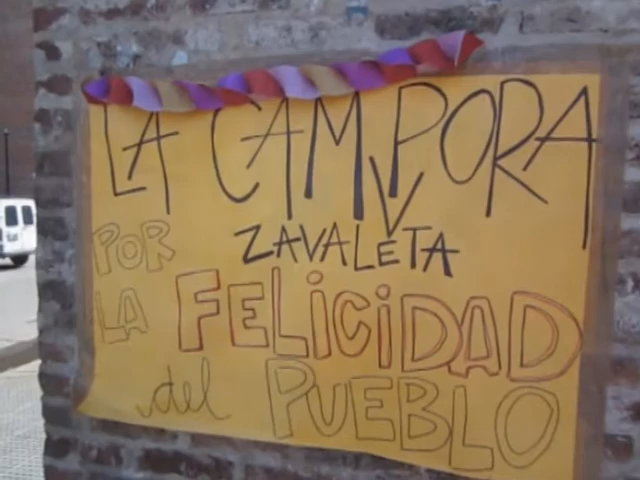 LA CAMPORA
ZAVALETA
POR
LA FELICIDAD
del PUEBLO